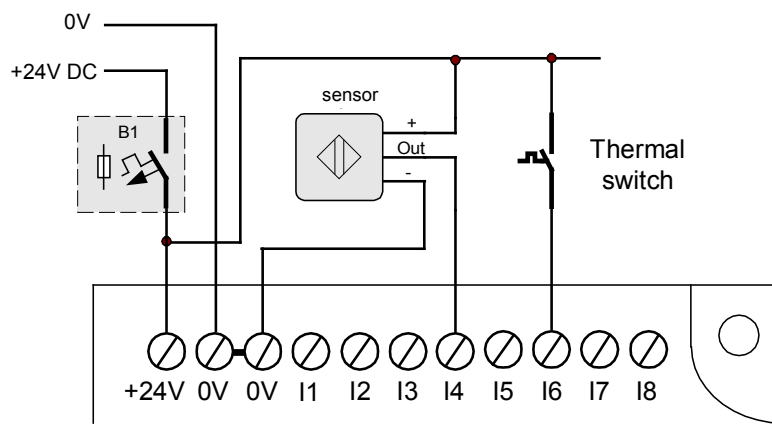 0V
+24V DC
B1
sensor
+
Out
-
Thermal
switch
+24V 0V 0V I1 I2 I3 I4 I5 I6 I7 I8